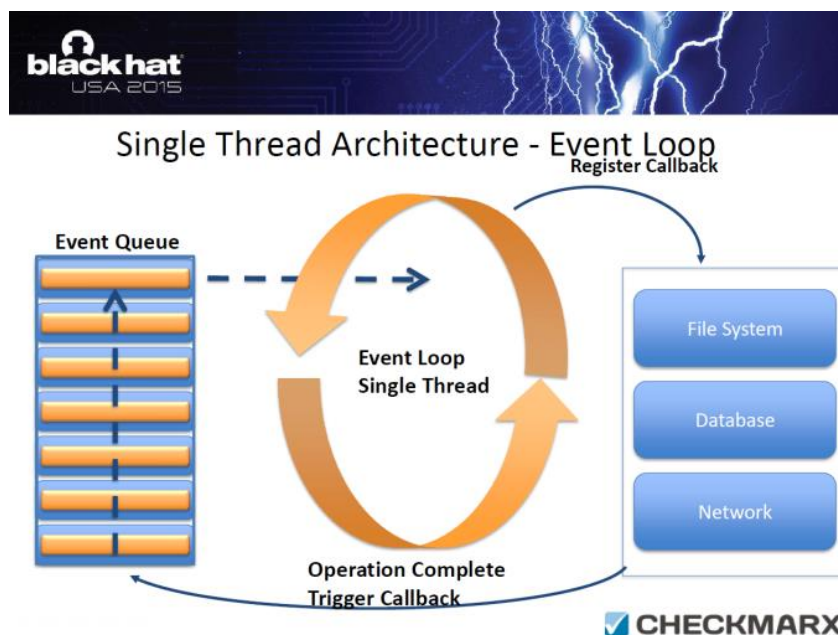 black hat
USA 2015
Single Thread Architecture - Event Loop
Register Callback
Event Queue
File System
Event Loop
Single Thread
Database
Network
Operation Complete
Trigger Callback
CHECKMARX